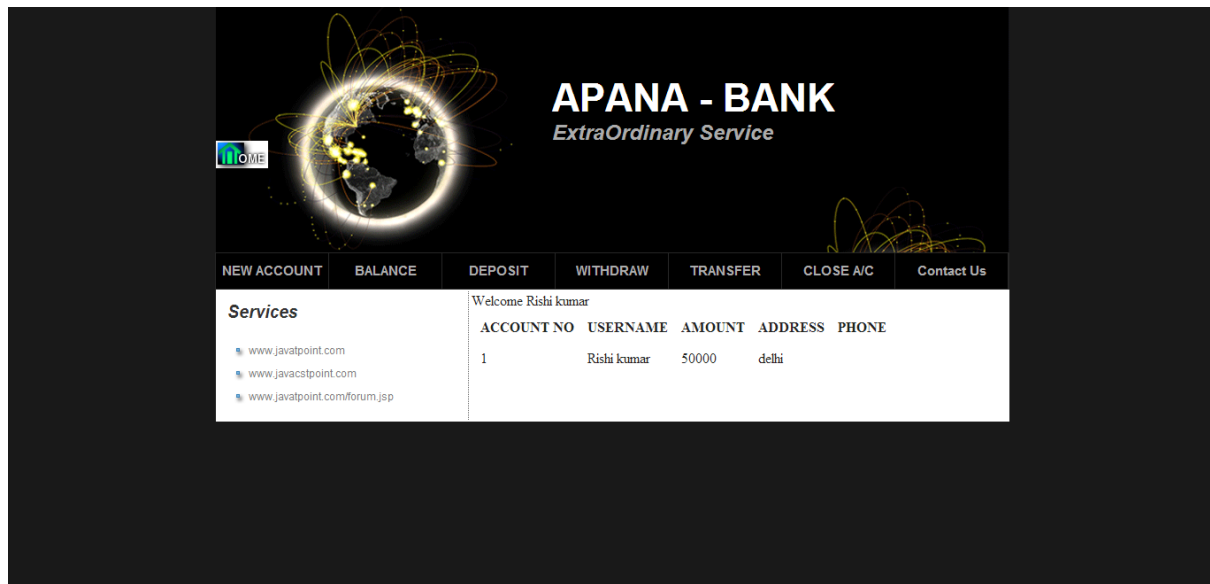 APANA - BANK
ExtraOrdinary Service
HOME
NEW ACCOUNT BALANCE DEPOSIT WITHDRAW TRANSFER CLOSE A/C Contact Us
Services
www.javatpoint.com
www.javacstpoint.com
www.javatpoint.com/forum.jsp
Welcome Rishi kumar
ACCOUNT NO USERNAME AMOUNT ADDRESS PHONE
1 Rishi kumar 50000 delhi